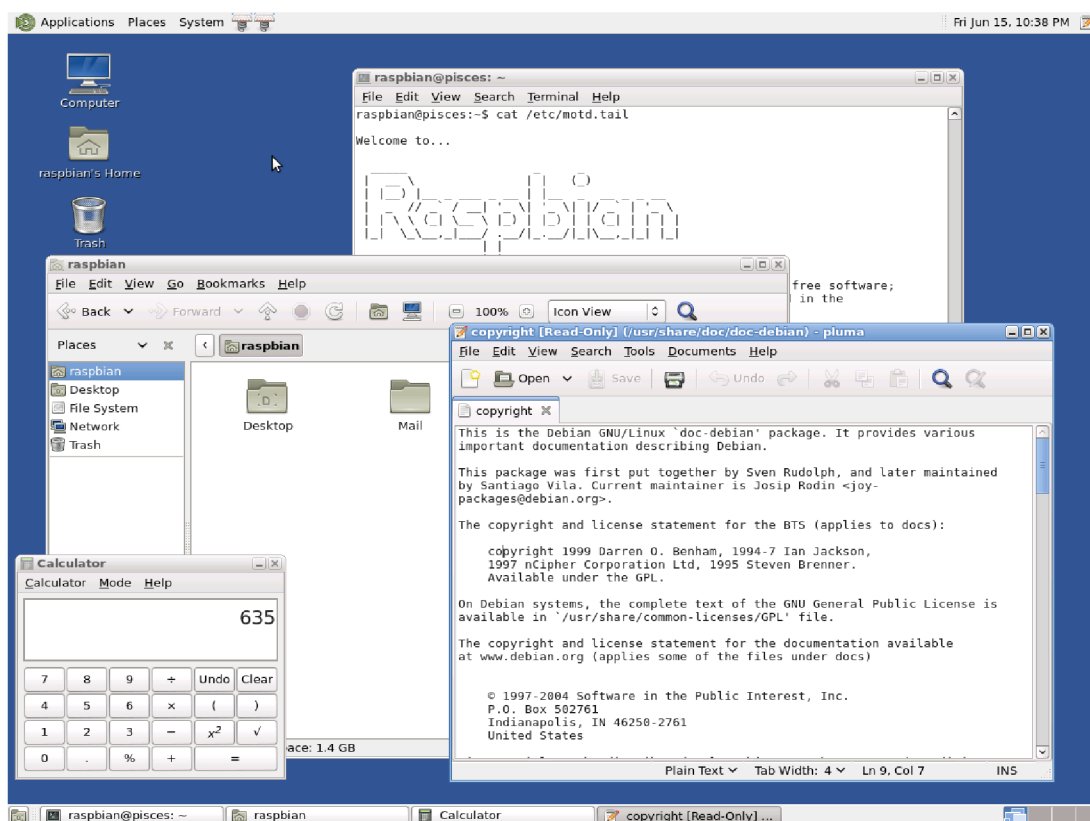 Applications Places System
Fri Jun 15, 10:38 PM
Computer
raspbian's Home
Trash
raspbian@pisces: ~
File Edit View Search Terminal Help
raspbian@pisces:~$ cat /etc/motd.tail
Welcome to...
Raspbian
free software;
in the
raspbian
File Edit View Go Bookmarks Help
Back Forward 100% Icon View
Places raspbian
raspbian
Desktop
File System
Network
Trash
Desktop Mail
ace: 1.4 GB
copyright [Read-Only] (/usr/share/doc/doc-debian) - pluma
File Edit View Search Tools Documents Help
Open Save Undo
copyright
This is the Debian GNU/Linux `doc-debian' package. It provides various
important documentation describing Debian.
This package was first put together by Sven Rudolph, and later maintained
by Santiago Vila. Current maintainer is Josip Rodin <joy-
packages@debian.org>.
The copyright and license statement for the BTS (applies to docs):
copyright 1999 Darren O. Benham, 1994-7 Ian Jackson,
1997 nCipher Corporation Ltd, 1995 Steven Brenner.
Available under the GPL.
On Debian systems, the complete text of the GNU General Public License is
available in `/usr/share/common-licenses/GPL' file.
The copyright and license statement for the documentation available
at www.debian.org (applies some of the files under docs)
© 1997-2004 Software in the Public Interest, Inc.
P.O. Box 502761
Indianapolis, IN 46250-2761
United States
Plain Text Tab Width: 4 Ln 9, Col 7 INS
Calculator
Calculator Mode Help
635
7 8 9 ÷ Undo Clear
4 5 6 × ( )
1 2 3 − x² √
0 . % + =
raspbian@pisces: ~ raspbian Calculator copyright [Read-Only] ...